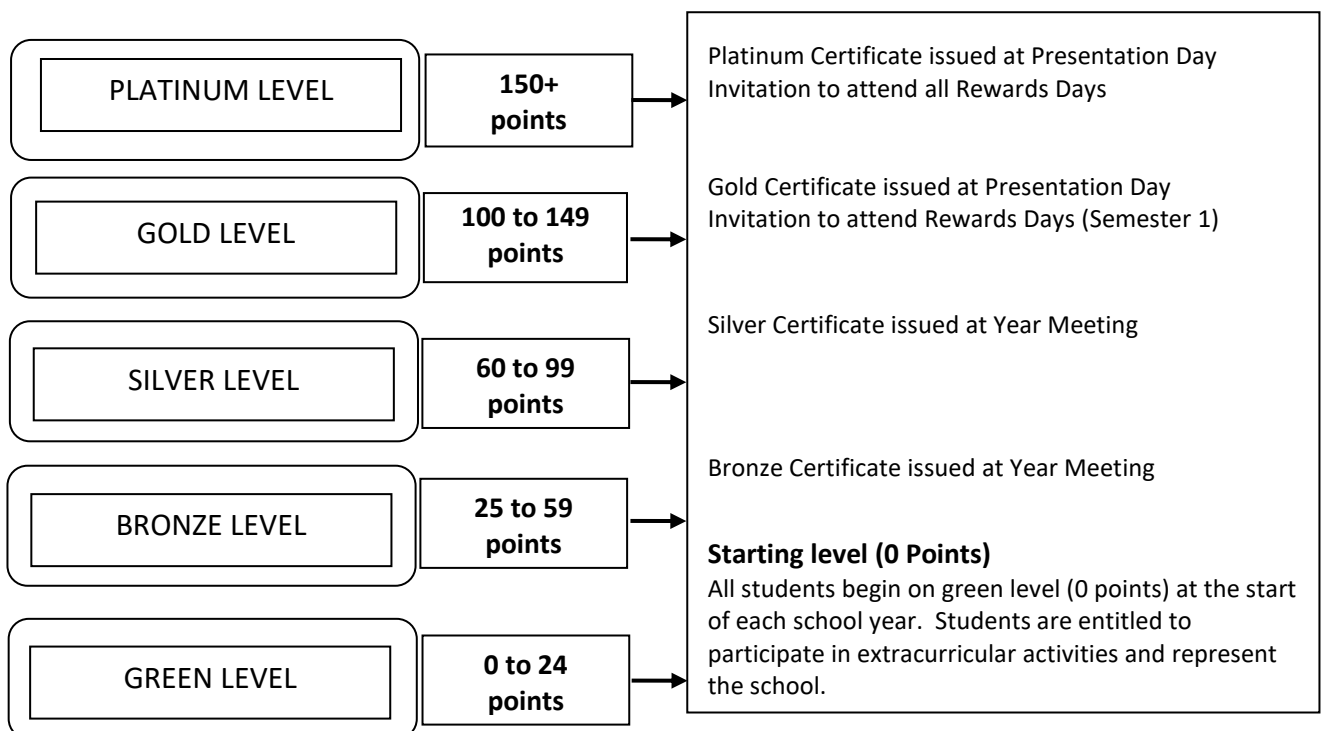 PLATINUM LEVEL
150+
points
Platinum Certificate issued at Presentation Day
Invitation to attend all Rewards Days
GOLD LEVEL
100 to 149
points
Gold Certificate issued at Presentation Day
Invitation to attend Rewards Days (Semester 1)
SILVER LEVEL
60 to 99
points
Silver Certificate issued at Year Meeting
BRONZE LEVEL
25 to 59
points
Bronze Certificate issued at Year Meeting
GREEN LEVEL
0 to 24
points
Starting level (0 Points)
All students begin on green level (0 points) at the start
of each school year.  Students are entitled to
participate in extracurricular activities and represent
the school.